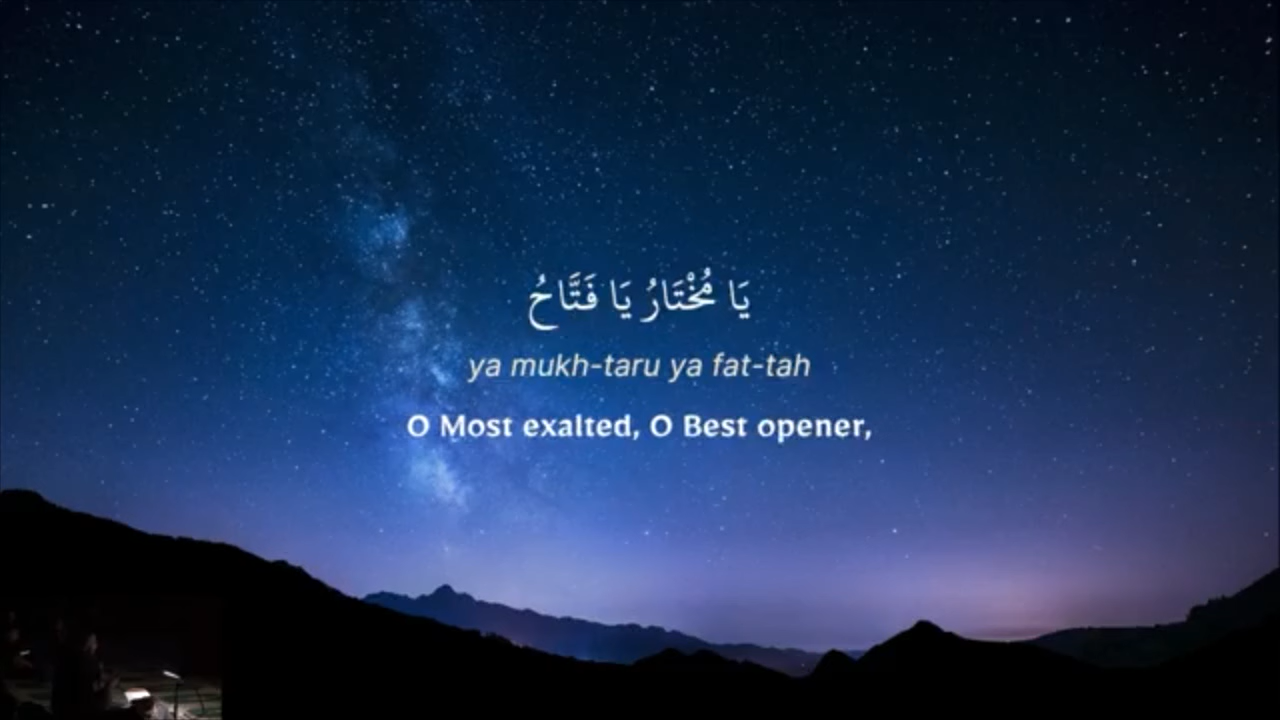 يَا مُخْتَارُ يَا فَتَّاحُ
ya mukh-taru ya fat-tah
O Most exalted, O Best opener,